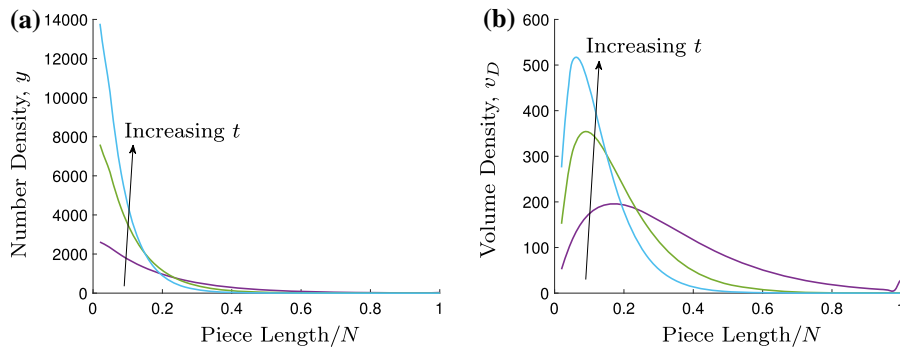 (a)
14000
12000
10000
8000
6000
4000
2000
0
Number Density, y
Increasing t
0 0.2 0.4 0.6 0.8 1
Piece Length/N
(b)
600
500
400
300
200
100
0
Volume Density, v_D
Increasing t
0 0.2 0.4 0.6 0.8 1
Piece Length/N